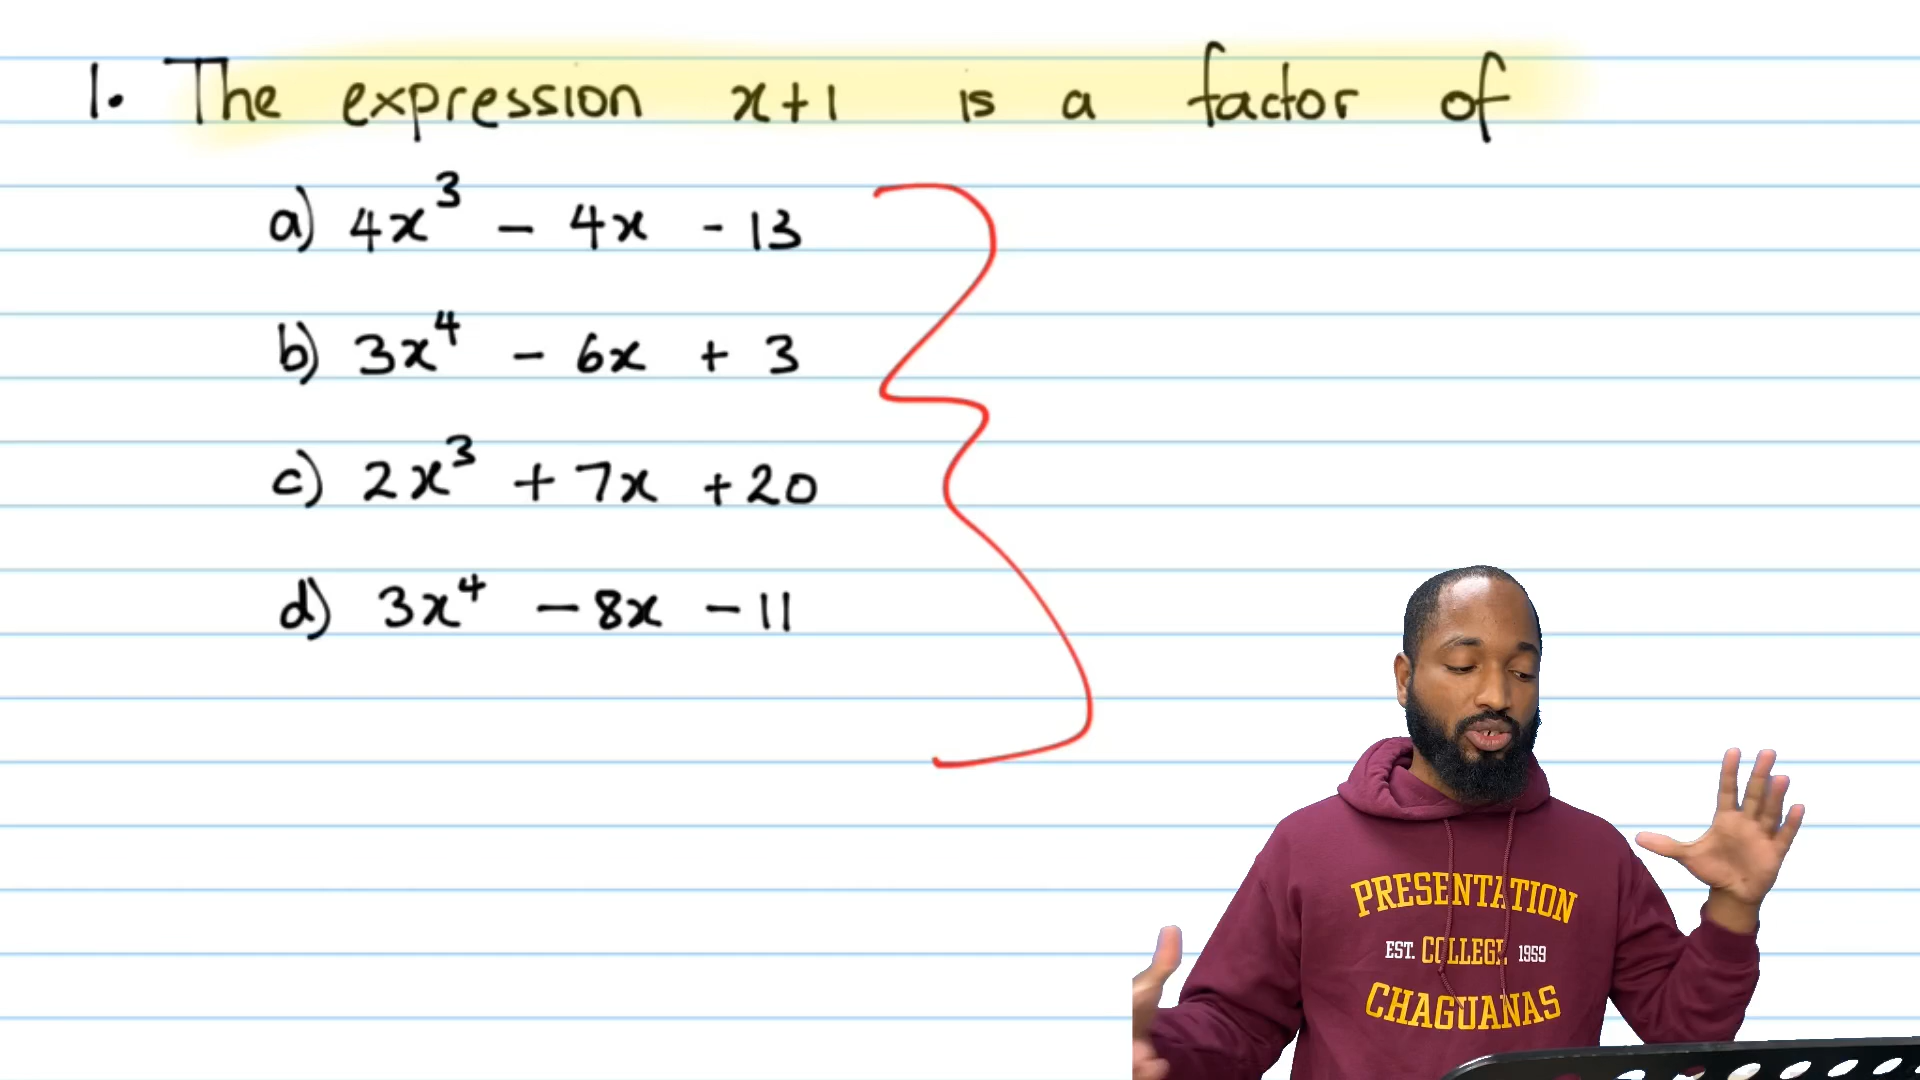 1. The expression x+1 is a factor of
a) 4x³ - 4x - 13
b) 3x⁴ - 6x + 3
c) 2x³ + 7x + 20
d) 3x⁴ - 8x - 11
PRESENTATION
EST. COLLEGE 1959
CHAGUANAS